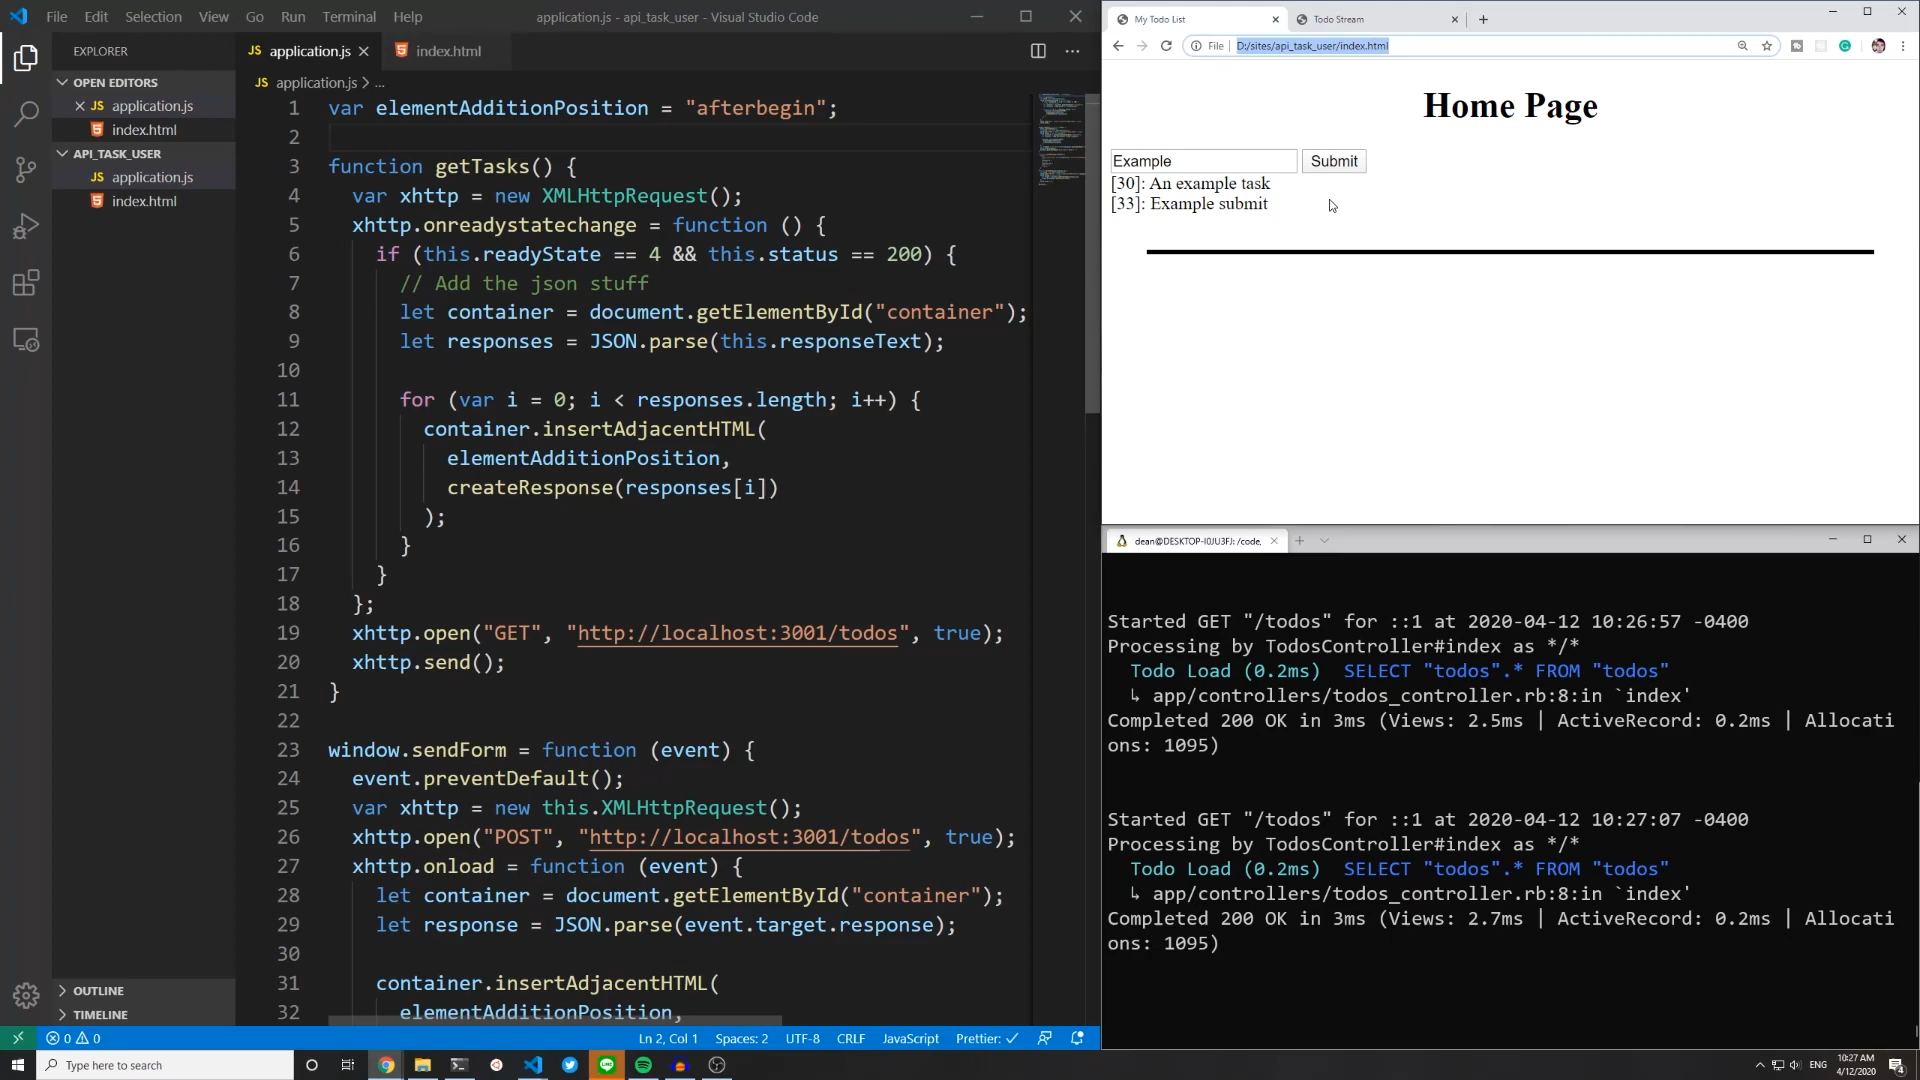 File Edit Selection View Go Run Terminal Help
application.js - api_task_user - Visual Studio Code
EXPLORER
OPEN EDITORS
JS application.js
index.html
API_TASK_USER
JS application.js
index.html
OUTLINE
TIMELINE
JS application.js
index.html
JS application.js > ...
1 var elementAdditionPosition = "afterbegin";
2
3 function getTasks() {
4 var xhttp = new XMLHttpRequest();
5 xhttp.onreadystatechange = function () {
6 if (this.readyState == 4 && this.status == 200) {
7 // Add the json stuff
8 let container = document.getElementById("container");
9 let responses = JSON.parse(this.responseText);
10
11 for (var i = 0; i < responses.length; i++) {
12 container.insertAdjacentHTML(
13 elementAdditionPosition,
14 createResponse(responses[i])
15 );
16 }
17 }
18 };
19 xhttp.open("GET", "http://localhost:3001/todos", true);
20 xhttp.send();
21 }
22
23 window.sendForm = function (event) {
24 event.preventDefault();
25 var xhttp = new this.XMLHttpRequest();
26 xhttp.open("POST", "http://localhost:3001/todos", true);
27 xhttp.onload = function (event) {
28 let container = document.getElementById("container");
29 let response = JSON.parse(event.target.response);
30
31 container.insertAdjacentHTML(
32 elementAdditionPosition,
0 0
Ln 2, Col 1 Spaces: 2 UTF-8 CRLF JavaScript Prettier: ✓
My Todo List
Todo Stream
File | D:/sites/api_task_user/index.html
Home Page
Example Submit
[30]: An example task
[33]: Example submit
dean@DESKTOP-I0JU3FJ: /code,
Started GET "/todos" for ::1 at 2020-04-12 10:26:57 -0400
Processing by TodosController#index as */*
Todo Load (0.2ms) SELECT "todos".* FROM "todos"
↳ app/controllers/todos_controller.rb:8:in `index'
Completed 200 OK in 3ms (Views: 2.5ms | ActiveRecord: 0.2ms | Allocati
ons: 1095)
Started GET "/todos" for ::1 at 2020-04-12 10:27:07 -0400
Processing by TodosController#index as */*
Todo Load (0.2ms) SELECT "todos".* FROM "todos"
↳ app/controllers/todos_controller.rb:8:in `index'
Completed 200 OK in 3ms (Views: 2.7ms | ActiveRecord: 0.2ms | Allocati
ons: 1095)
Type here to search
ENG
10:27 AM
4/12/2020